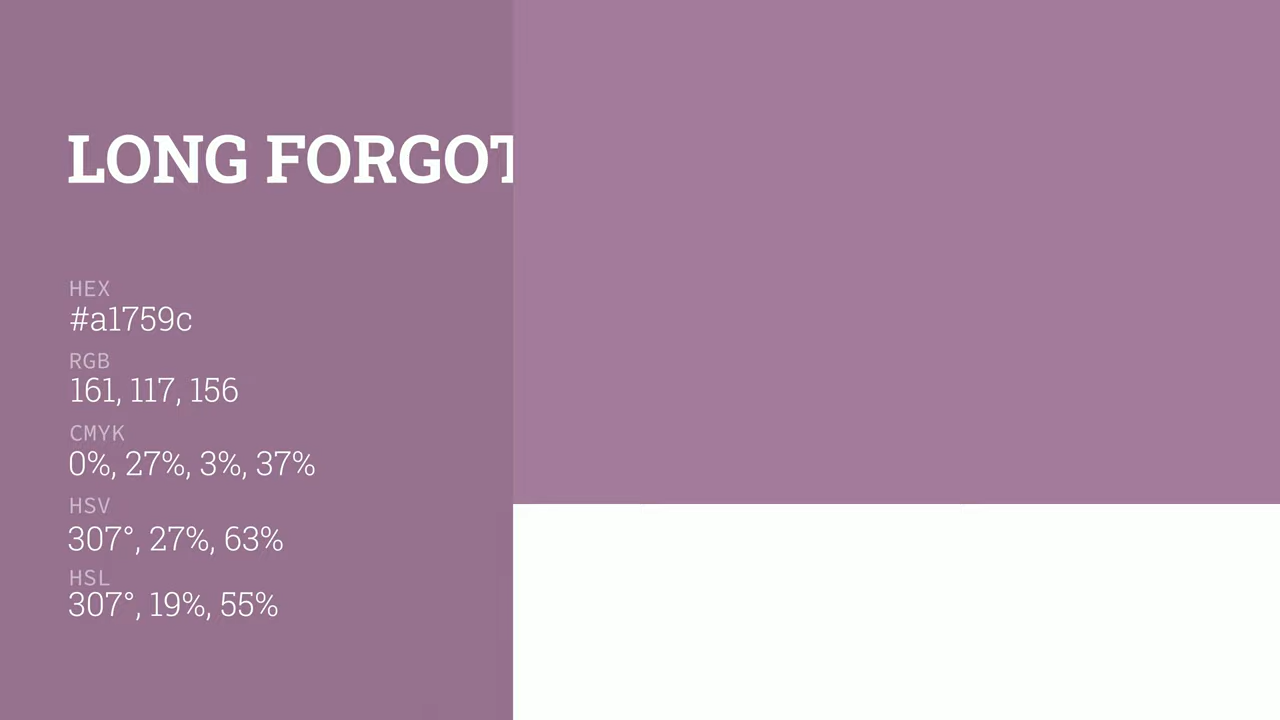 LONG FORGOT
HEX
#a1759c
RGB
161, 117, 156
CMYK
0%, 27%, 3%, 37%
HSV
307°, 27%, 63%
HSL
307°, 19%, 55%